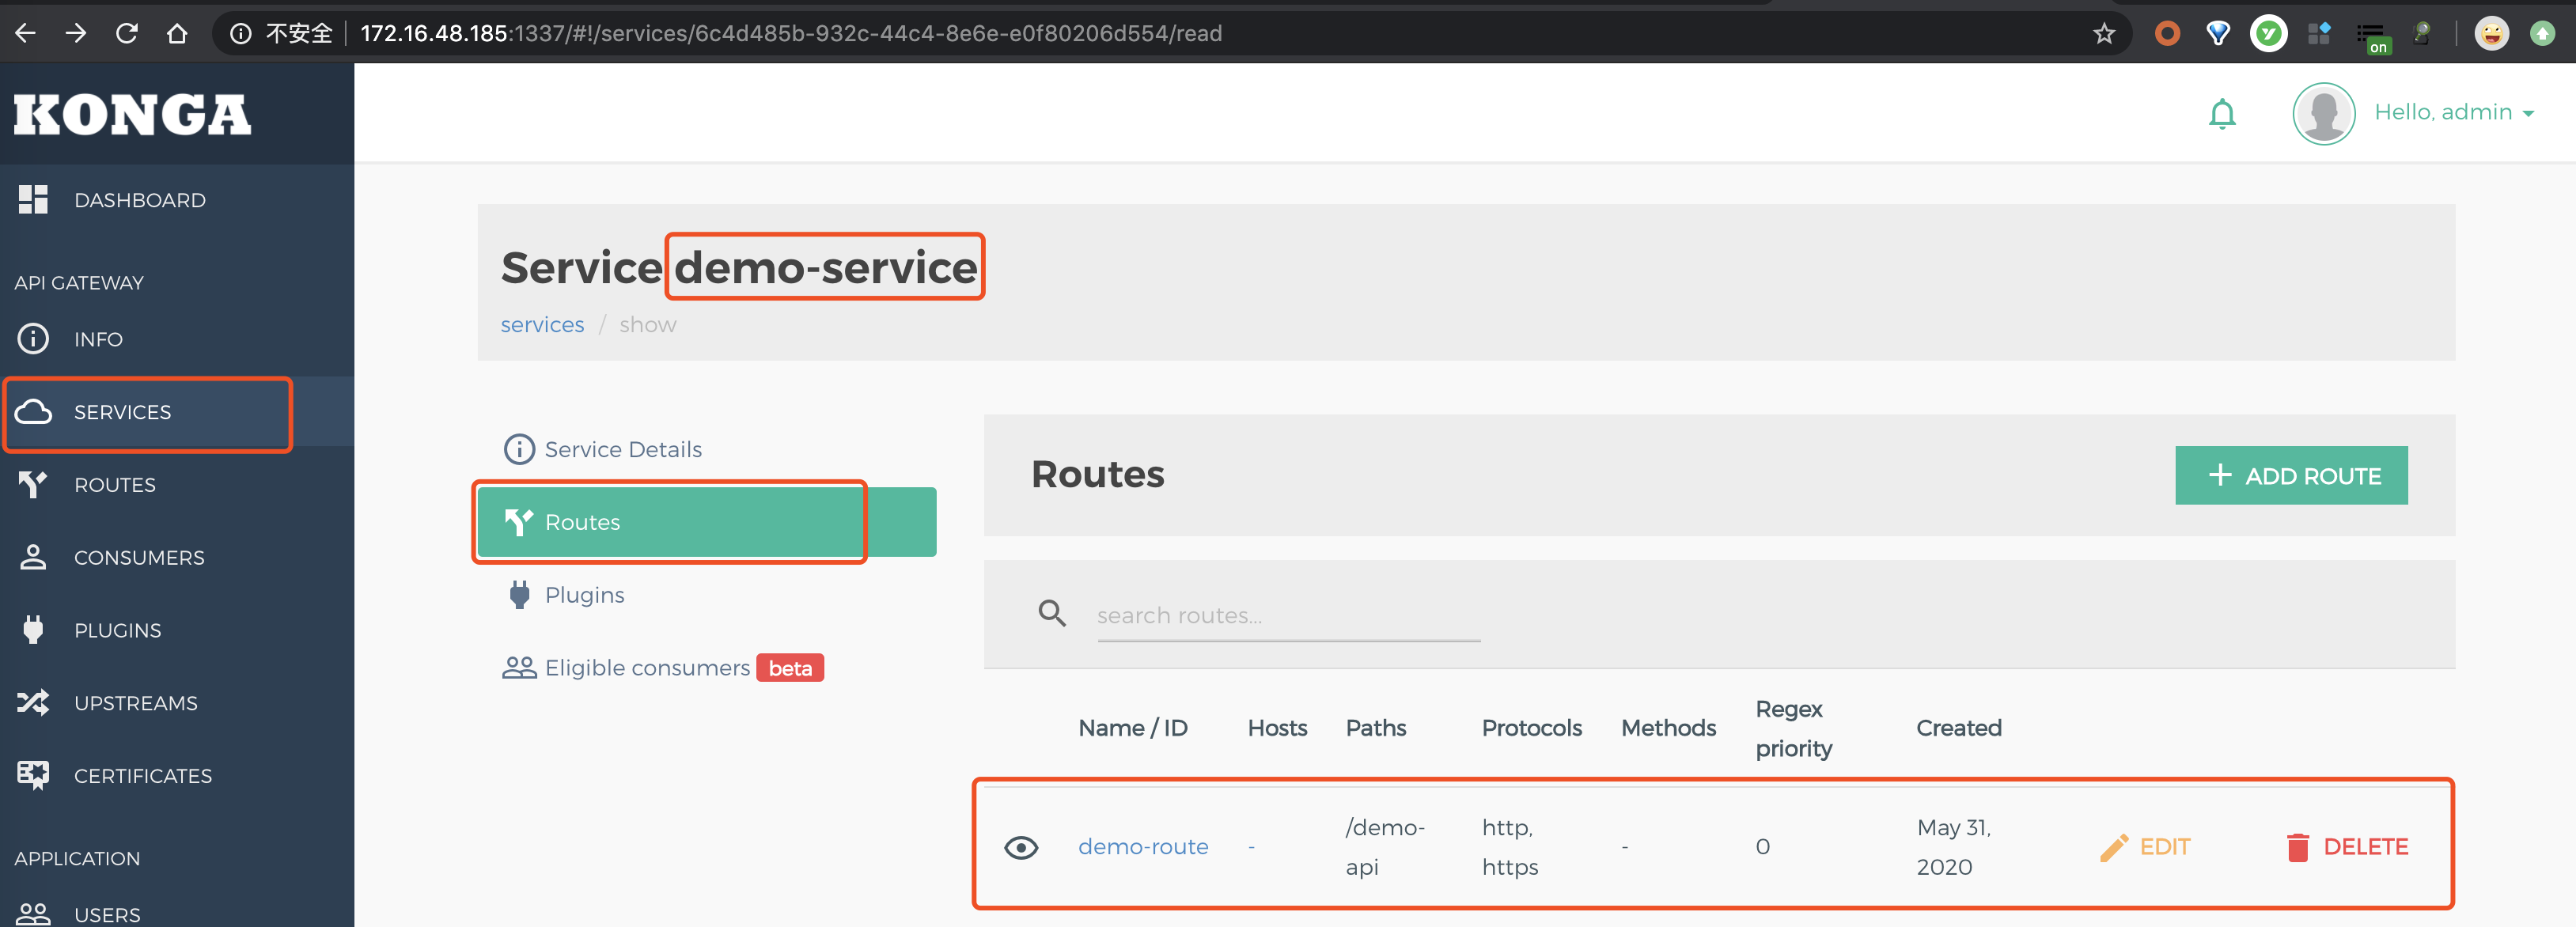 不安全 172.16.48.185:1337/#!/services/6c4d485b-932c-44c4-8e6e-e0f80206d554/read
on
KONGA
Hello, admin
DASHBOARD
API GATEWAY
INFO
SERVICES
ROUTES
CONSUMERS
PLUGINS
UPSTREAMS
CERTIFICATES
APPLICATION
USERS
Service demo-service
services / show
Service Details
Routes
Plugins
Eligible consumers beta
Routes
ADD ROUTE
search routes...
Name / ID Hosts Paths Protocols Methods Regex priority Created
demo-route - /demo-api http, https - 0 May 31, 2020 EDIT DELETE